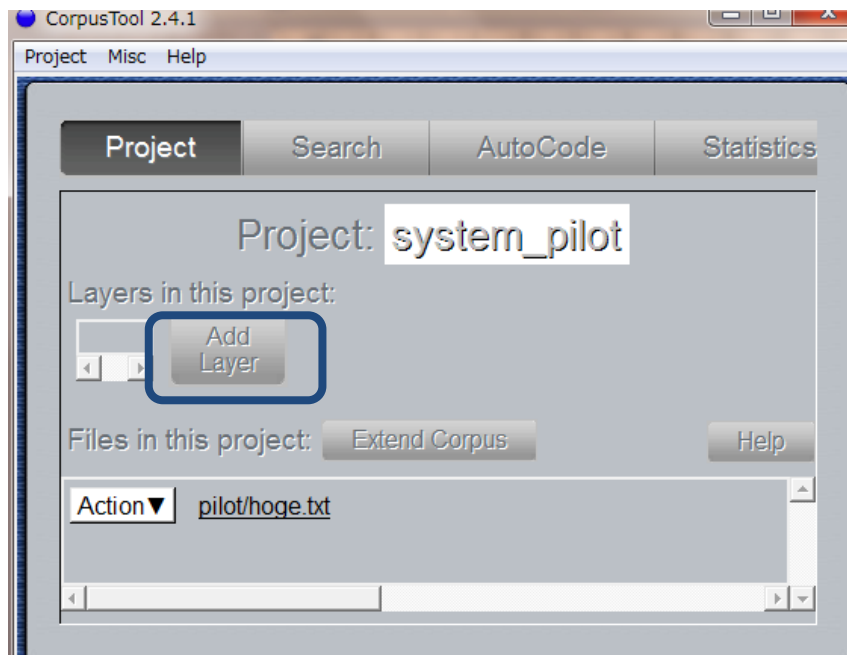 CorpusTool 2.4.1
Project Misc Help
Project Search AutoCode Statistics
Project: system_pilot
Layers in this project:
Add
Layer
Files in this project: Extend Corpus Help
Action▼ pilot/hoge.txt